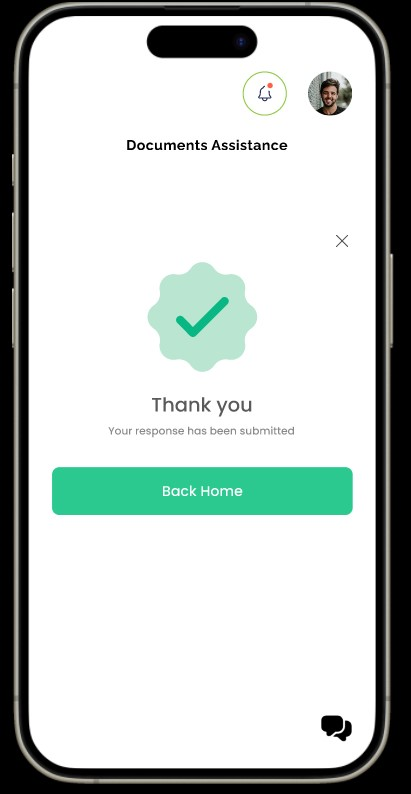 Documents Assistance
Thank you
Your response has been submitted
Back Home